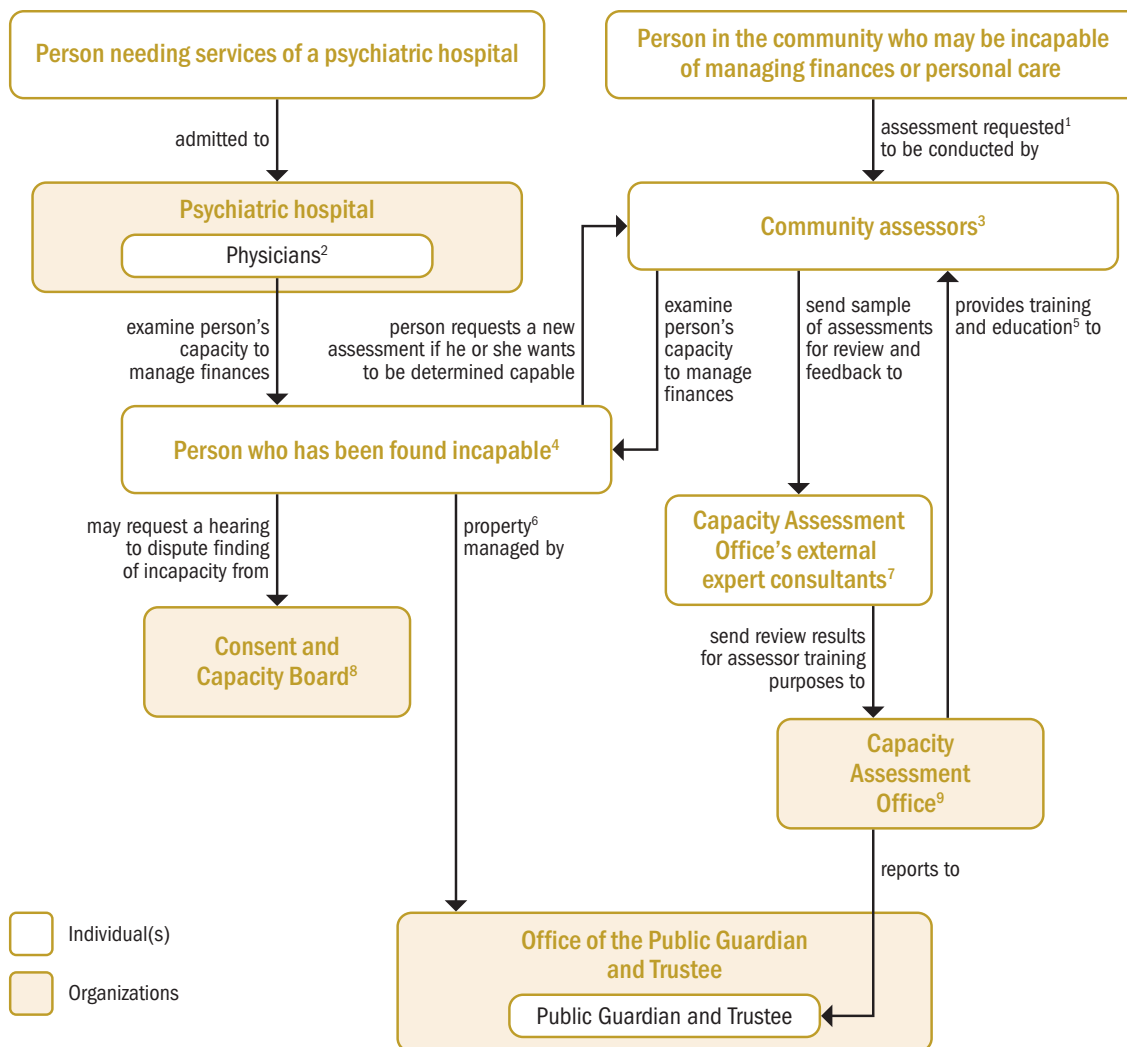 Person needing services of a psychiatric hospital
Person in the community who may be incapable
of managing finances or personal care
admitted to
assessment requested¹
to be conducted by
Psychiatric hospital
Physicians²
Community assessors³
examine person’s
capacity to
manage finances
person requests a new
assessment if he or she wants
to be determined capable
examine
person’s
capacity
to manage
finances
send sample
of assessments
for review and
feedback to
provides training
and education⁵ to
Person who has been found incapable⁴
may request a hearing
to dispute finding
of incapacity from
property⁶
managed by
Capacity Assessment
Office’s external
expert consultants⁷
Consent and
Capacity Board⁸
send review results
for assessor training
purposes to
Capacity
Assessment
Office⁹
reports to
Individual(s)
Organizations
Office of the Public Guardian
and Trustee
Public Guardian and Trustee